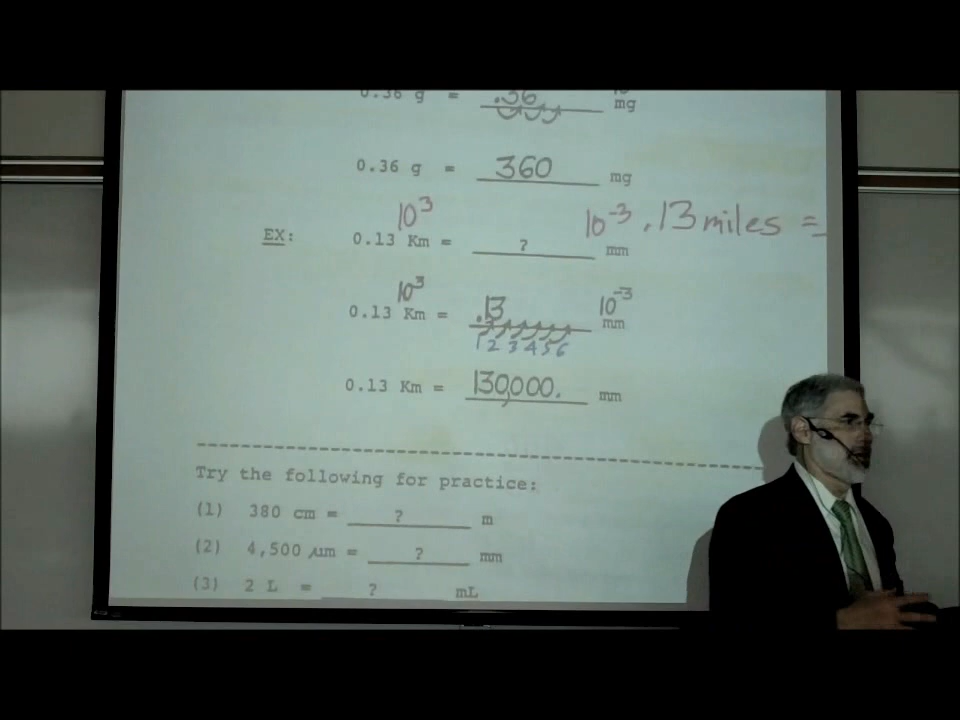 0.36 g = .36 mg
0.36 g = 360 mg
10³ 10⁻³ .13 miles =
EX: 0.13 Km = ? mm
10³ 10⁻³
0.13 Km = .13 mm
1 2 3 4 5 6
0.13 Km = 130,000. mm
Try the following for practice:
(1) 380 cm = ? m
(2) 4,500 μm = ? mm
(3) 2 L = ? mL